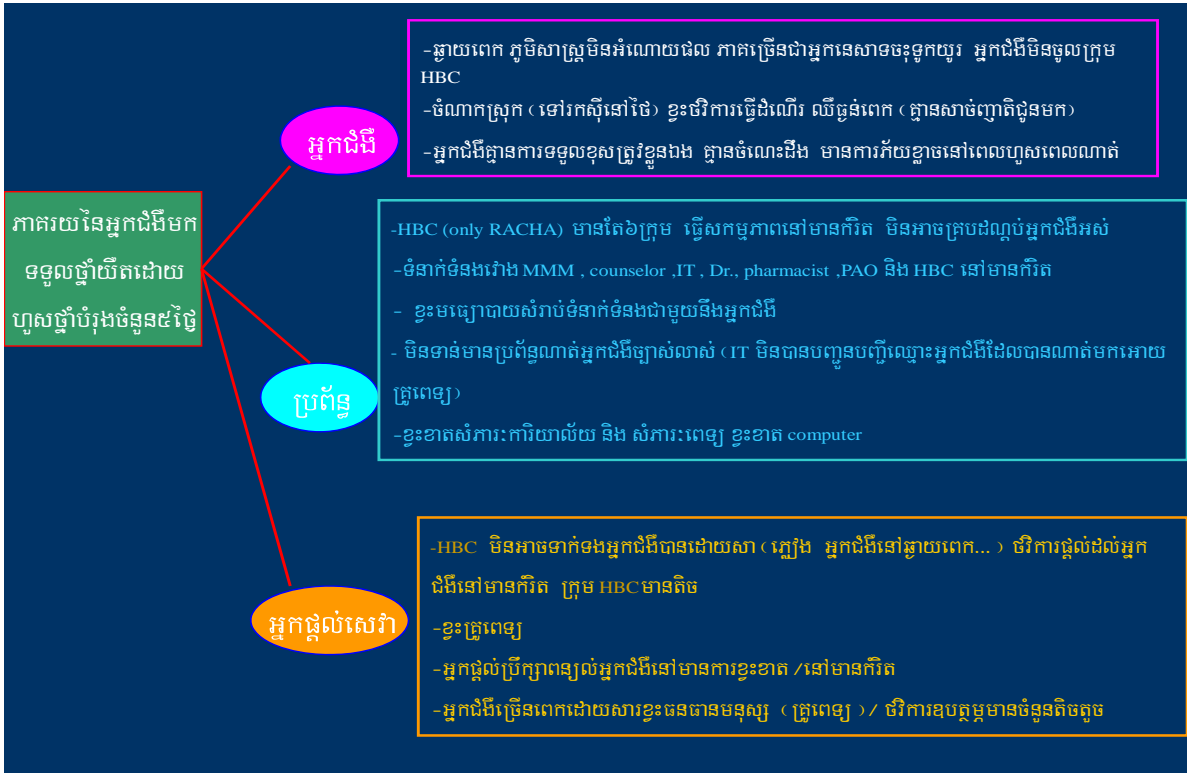 ភាគរយនៃអ្នកជំងឺមក
ទទួលថ្នាំយឺតដោយ
ហួសថ្នាំបំរុងចំនួន៥ថ្ងៃ
អ្នកជំងឺ
-ឆ្ងាយពេក ភូមិសាស្ត្រមិនអំណោយផល ភាគច្រើនជាអ្នកនេសាទចុះទូកយូរ អ្នកជំងឺមិនចូលក្រុម
HBC
-ចំណាកស្រុក (ទៅរកស៊ីនៅថៃ) ខ្វះថវិការធ្វើដំណើរ ឈឺធ្ងន់ពេក (គ្មានសាច់ញាតិជូនមក)
-អ្នកជំងឺគ្មានការទទួលខុសត្រូវខ្លួនឯង គ្មានចំណេះដឹង មានការភ័យខ្លាចនៅពេលហួសពេលណាត់
ប្រព័ន្ធ
-HBC (only RACHA) មានតែ៦ក្រុម ធ្វើសកម្មភាពនៅមានកំរិត មិនអាចគ្របដណ្តប់អ្នកជំងឺអស់
-ទំនាក់ទំនងរវាង MMM , counselor ,IT , Dr., pharmacist ,PAO និង HBC នៅមានកំរិត
- ខ្វះមធ្យោបាយសំរាប់ទំនាក់ទំនងជាមួយនឹងអ្នកជំងឺ
- មិនទាន់មានប្រព័ន្ធណាត់អ្នកជំងឺច្បាស់លាស់ (IT មិនបានបញ្ជូនបញ្ជីឈ្មោះអ្នកជំងឺដែលបានណាត់មកអោយ
គ្រូពេទ្យ)
-ខ្វះខាតសំភារៈការិយាល័យ និង សំភារៈពេទ្យ ខ្វះខាត computer
អ្នកផ្តល់សេវា
-HBC មិនអាចទាក់ទងអ្នកជំងឺបានដោយសា (ភ្លៀង អ្នកជំងឺនៅឆ្ងាយពេក...) ថវិការផ្តល់ដល់អ្នក
ជំងឺនៅមានកំរិត ក្រុម HBCមានតិច
-ខ្វះគ្រូពេទ្យ
-អ្នកផ្តល់ប្រឹក្សាពន្យល់អ្នកជំងឺនៅមានការខ្វះខាត /នៅមានកំរិត
-អ្នកជំងឺច្រើនពេកដោយសារខ្វះធនធានមនុស្ស (គ្រូពេទ្យ )/ ថវិការឧបត្ថម្ភមានចំនួនតិចតួច